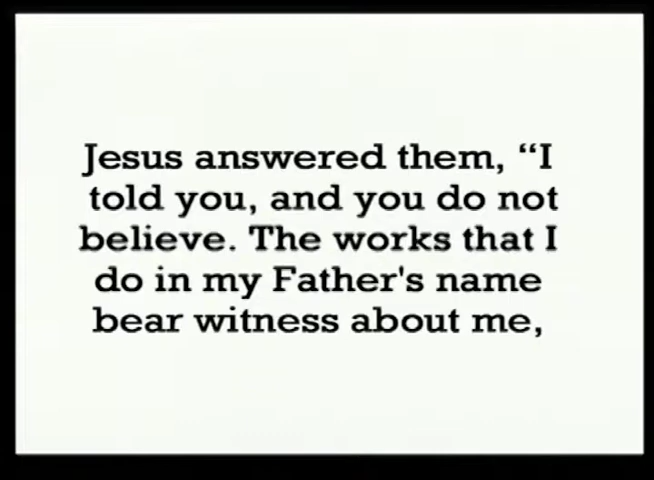 Jesus answered them, “I
told you, and you do not
believe. The works that I
do in my Father's name
bear witness about me,